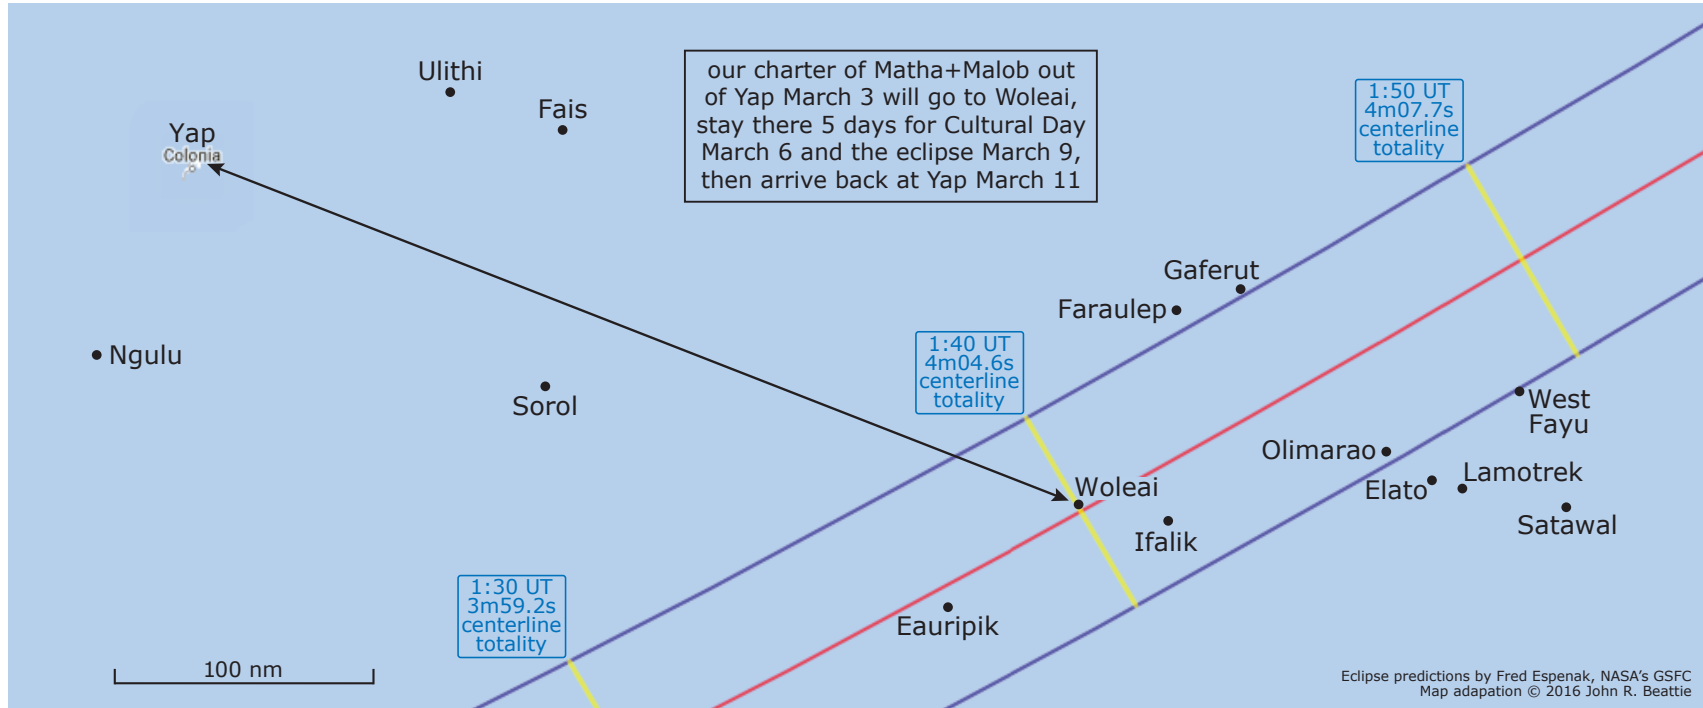 Ulithi
Fais
Yap
Colonia
our charter of Matha+Malob out
of Yap March 3 will go to Woleai,
stay there 5 days for Cultural Day
March 6 and the eclipse March 9,
then arrive back at Yap March 11
1:50 UT
4m07.7s
centerline
totality
Gaferut
Faraulep
Ngulu
Sorol
1:40 UT
4m04.6s
centerline
totality
West
Fayu
Olimarao
Lamotrek
Elato
Satawal
Woleai
Ifalik
1:30 UT
3m59.2s
centerline
totality
Eauripik
100 nm
Eclipse predictions by Fred Espenak, NASA's GSFC
Map adapation © 2016 John R. Beattie